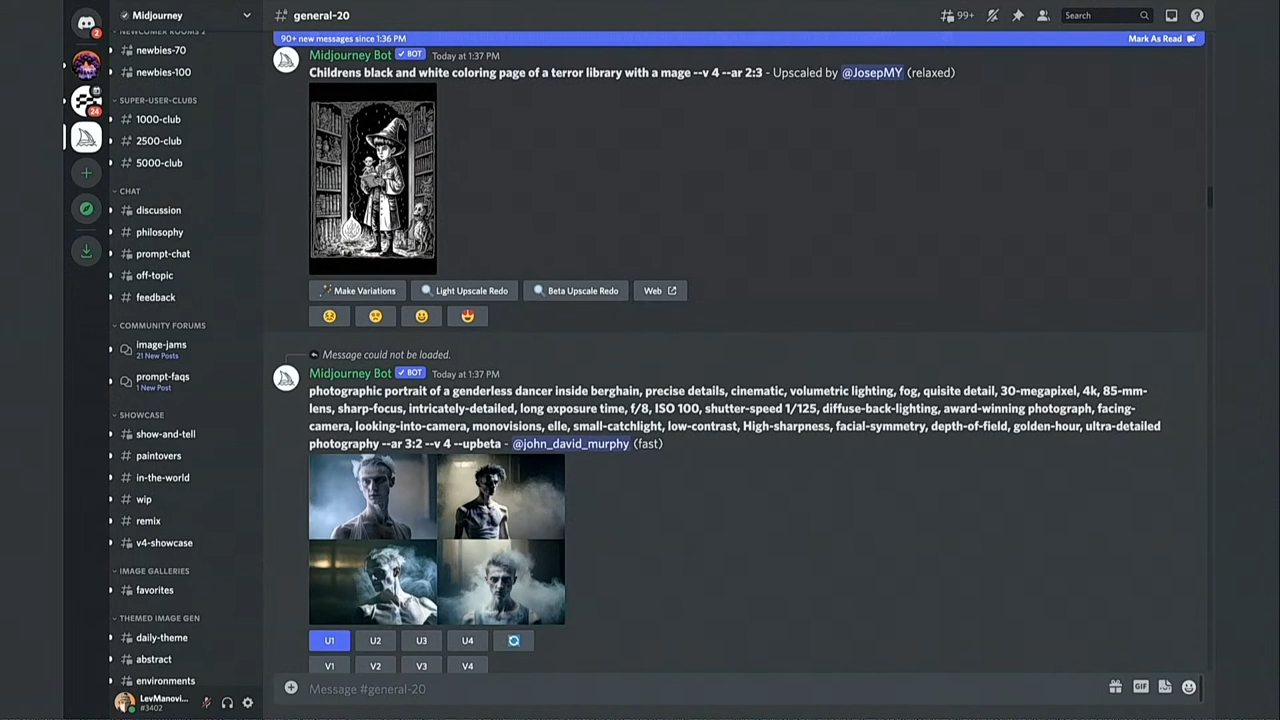 2
24
Midjourney
NEWCOMER ROOMS 2
newbies-70
newbies-100
SUPER-USER-CLUBS
1000-club
2500-club
5000-club
CHAT
discussion
philosophy
prompt-chat
off-topic
feedback
COMMUNITY FORUMS
image-jams
21 New Posts
prompt-faqs
1 New Post
SHOWCASE
show-and-tell
paintovers
in-the-world
wip
remix
v4-showcase
IMAGE GALLERIES
favorites
THEMED IMAGE GEN
daily-theme
abstract
environments
LevManovi...
#3402
general-20
99+
Search
90+ new messages since 1:36 PM Mark As Read
Midjourney Bot ✓ BOT Today at 1:37 PM
Childrens black and white coloring page of a terror library with a mage --v 4 --ar 2:3 - Upscaled by @JosepMY (relaxed)
Make Variations Light Upscale Redo Beta Upscale Redo Web
Message could not be loaded.
Midjourney Bot ✓ BOT Today at 1:37 PM
photographic portrait of a genderless dancer inside berghain, precise details, cinematic, volumetric lighting, fog, quisite detail, 30-megapixel, 4k, 85-mm-
lens, sharp-focus, intricately-detailed, long exposure time, f/8, ISO 100, shutter-speed 1/125, diffuse-back-lighting, award-winning photograph, facing-
camera, looking-into-camera, monovisions, elle, small-catchlight, low-contrast, High-sharpness, facial-symmetry, depth-of-field, golden-hour, ultra-detailed
photography --ar 3:2 --v 4 --upbeta - @john_david_murphy (fast)
U1 U2 U3 U4
V1 V2 V3 V4
Message #general-20
GIF